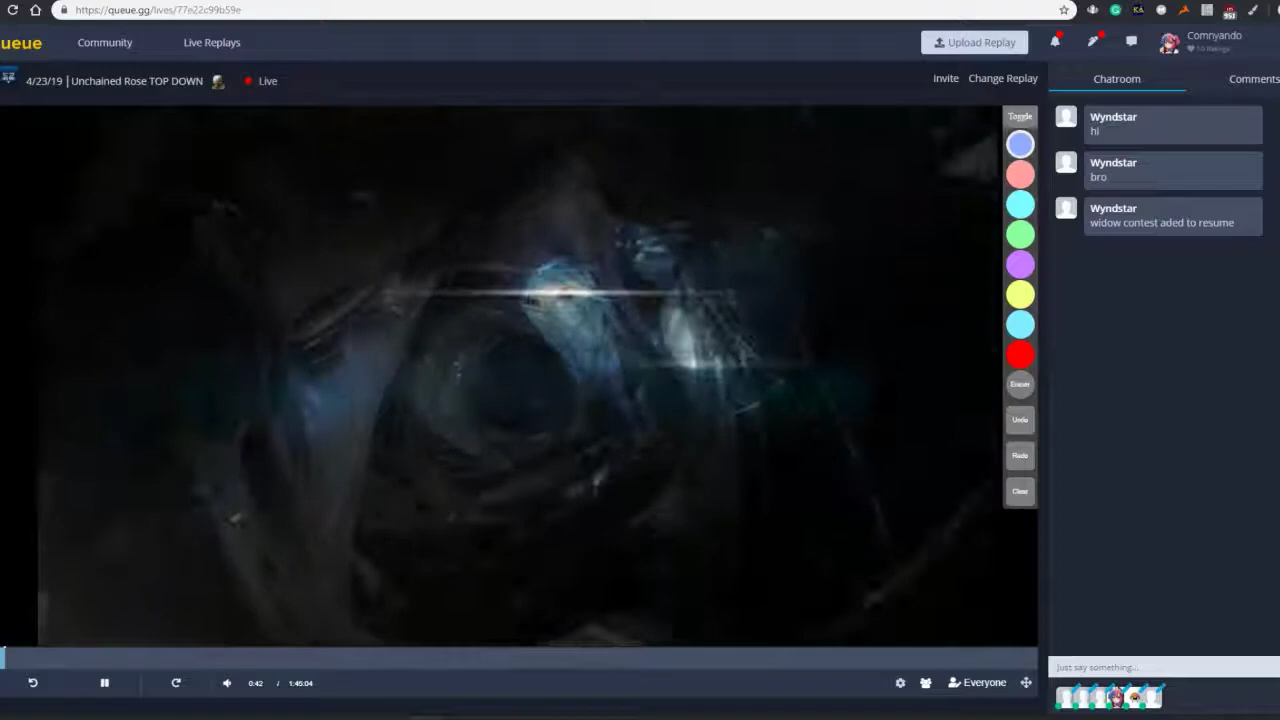 https://queue.gg/lives/77e22c99b59e
ueue
Community
Live Replays
Upload Replay
Comnyando
10 Ratings
4/23/19 | Unchained Rose TOP DOWN
Live
Invite
Change Replay
Chatroom
Comments
Toggle
Wyndstar
hi
Wyndstar
bro
Wyndstar
widow contest aded to resume
Eraser
Undo
Redo
Clear
Just say something...
0:42 / 1:45:04
Everyone